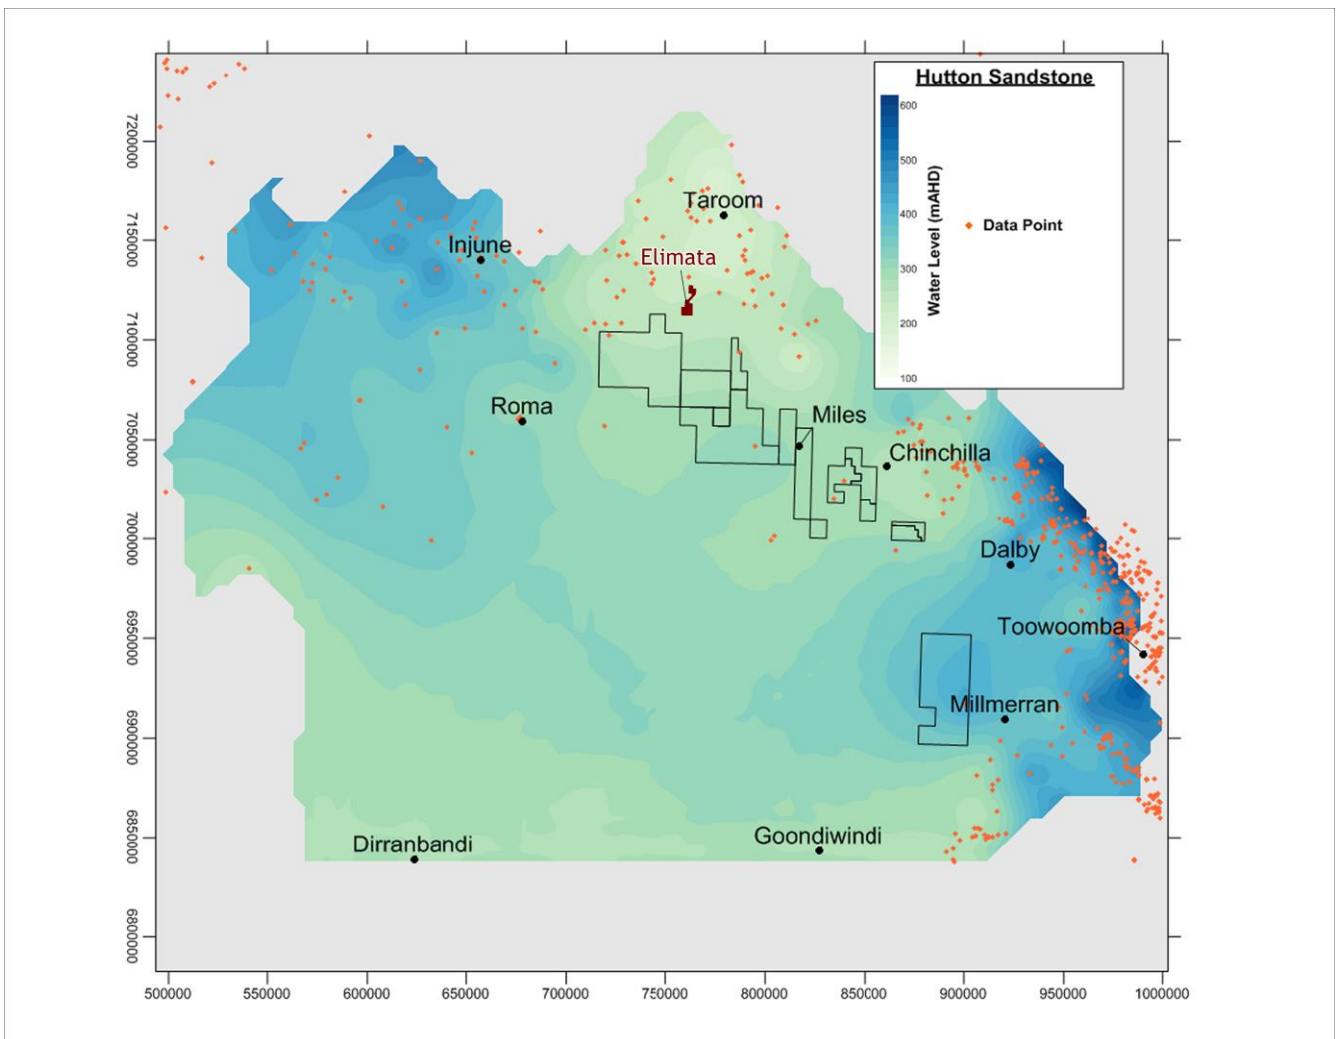 Hutton Sandstone
600
500
400
300
200
100
Water Level (mAHD)
Data Point
7200000
7150000
7100000
7050000
7000000
6950000
6900000
6850000
6800000
Taroom
Injune
Elimata
Roma
Miles
Chinchilla
Dalby
Toowoomba
Millmerran
Goondiwindi
Dirranbandi
500000 550000 600000 650000 700000 750000 800000 850000 900000 950000 1000000